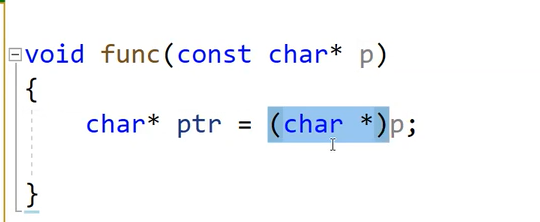 void func(const char* p)
{
char* ptr = (char *)p;
}